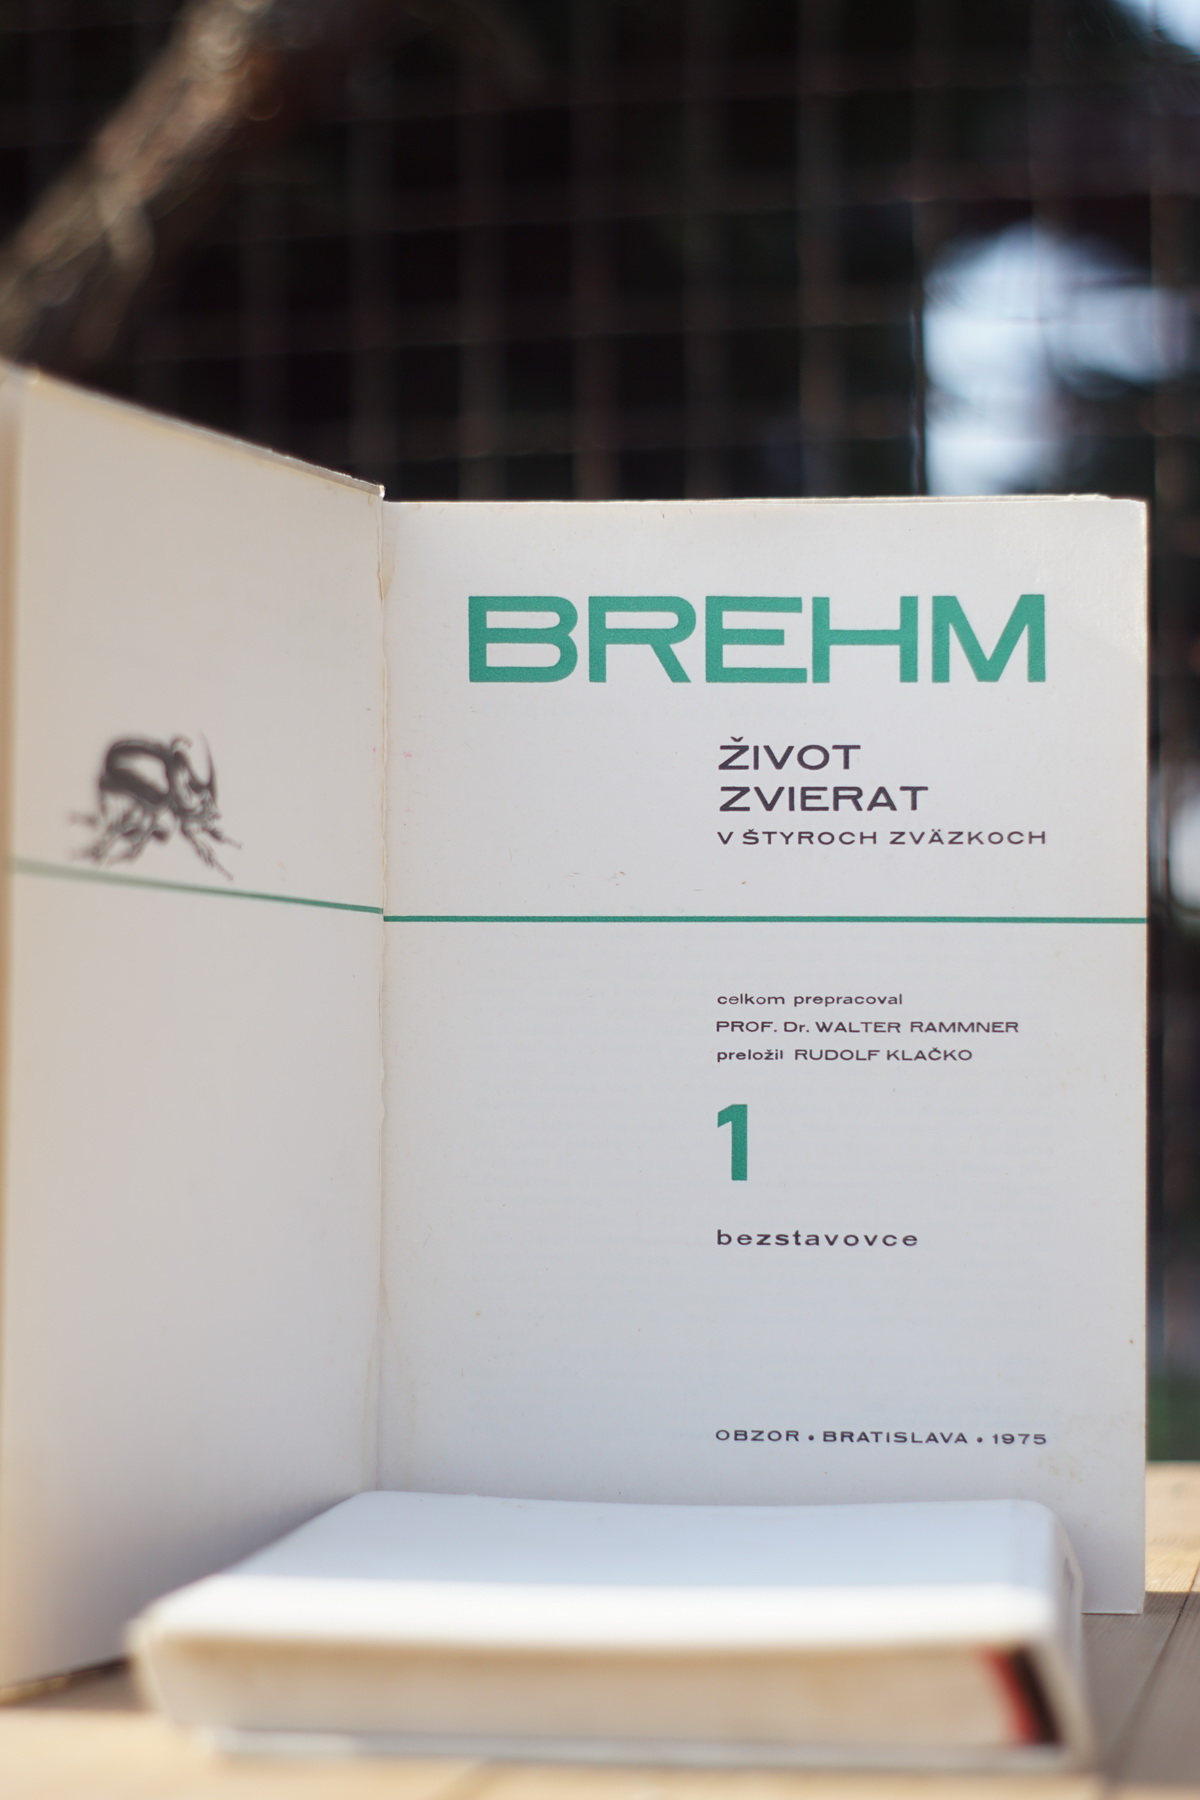 BREHM
ŽIVOT
ZVIERAT
V ŠTYROCH ZVÄZKOCH
celkom prepracoval
PROF. Dr. WALTER RAMMNER
preložil RUDOLF KLAČKO
1
bezstavovce
OBZOR • BRATISLAVA • 1975